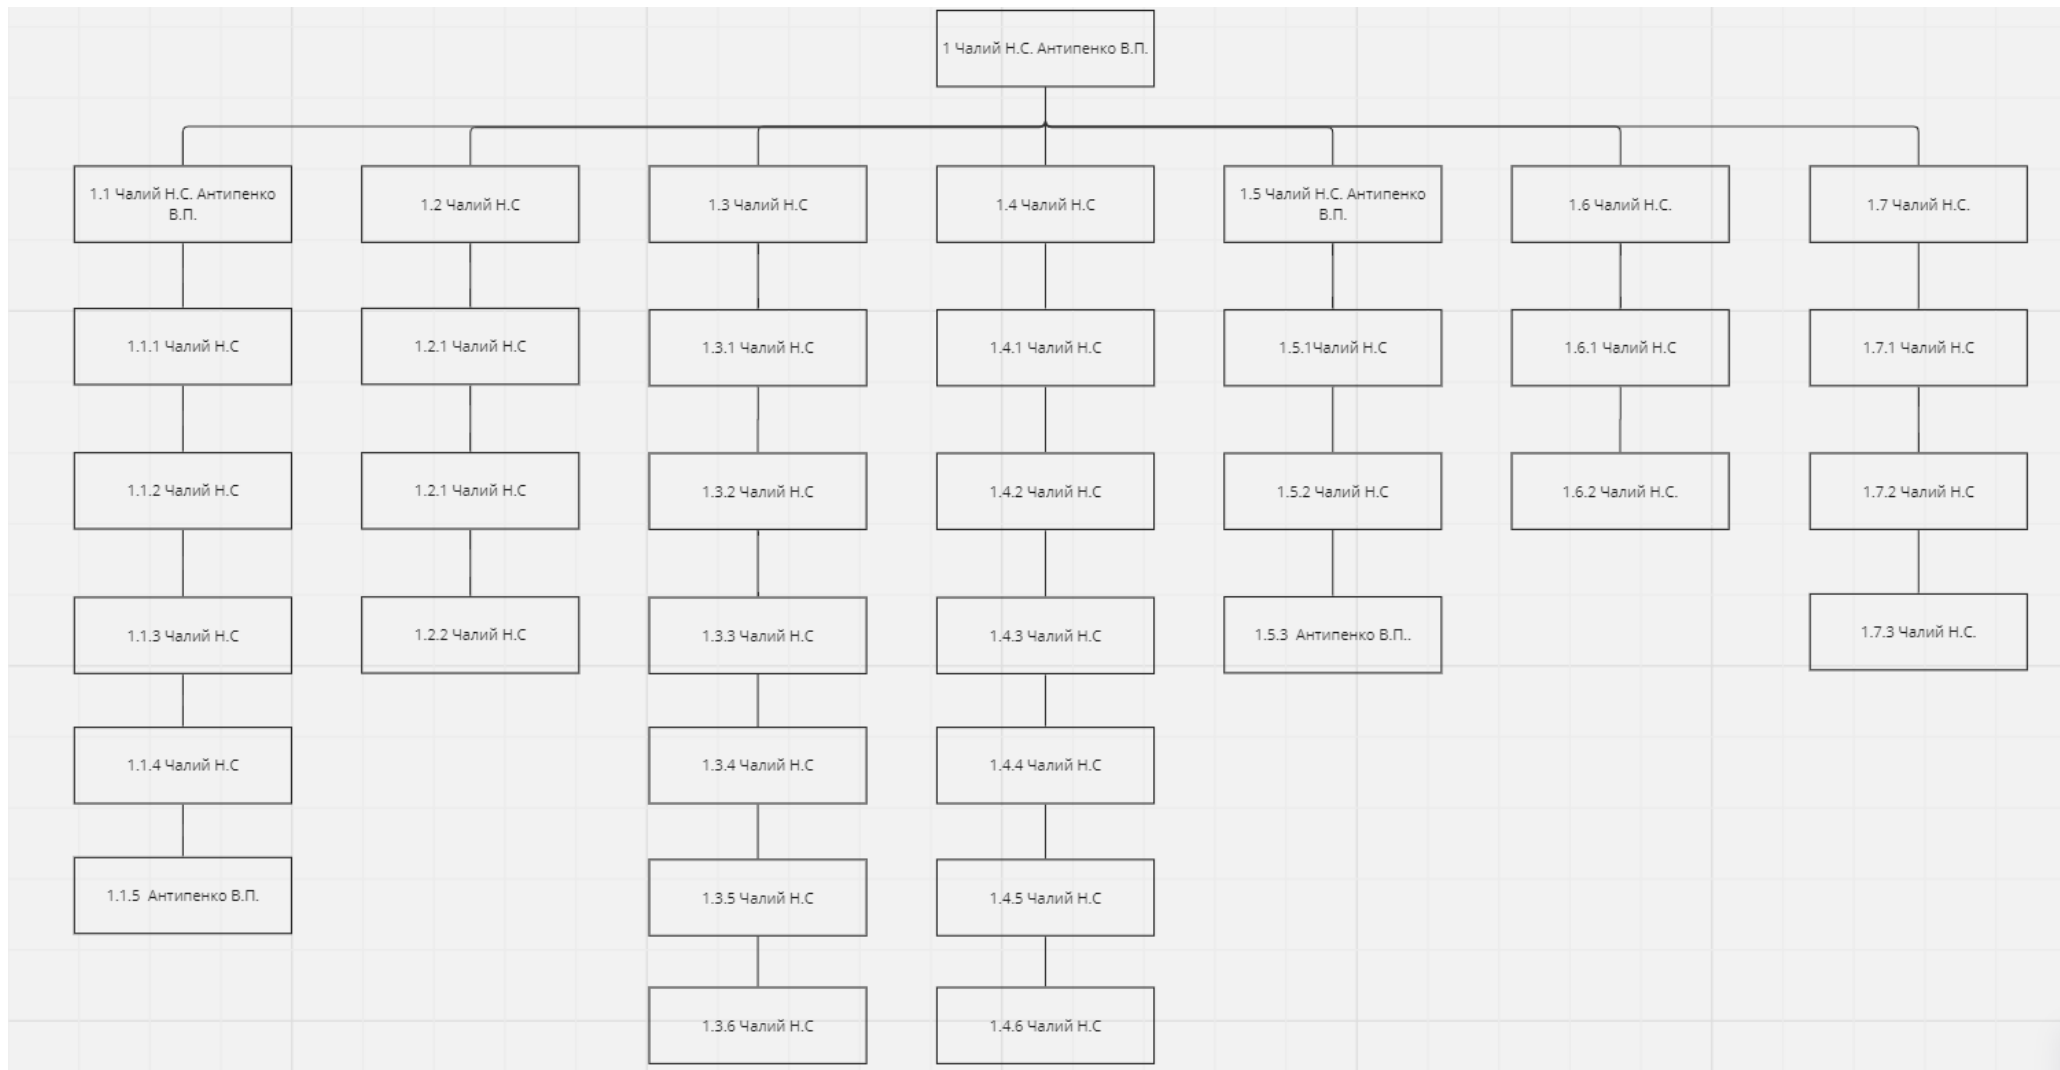 1 Чалий Н.С. Антипенко В.П.
1.1 Чалий Н.С. Антипенко
В.П.
1.2 Чалий Н.С
1.3 Чалий Н.С
1.4 Чалий Н.С
1.5 Чалий Н.С. Антипенко
В.П.
1.6 Чалий Н.С.
1.7 Чалий Н.С.
1.1.1 Чалий Н.С
1.2.1 Чалий Н.С
1.3.1 Чалий Н.С
1.4.1 Чалий Н.С
1.5.1Чалий Н.С
1.6.1 Чалий Н.С
1.7.1 Чалий Н.С
1.1.2 Чалий Н.С
1.2.1 Чалий Н.С
1.3.2 Чалий Н.С
1.4.2 Чалий Н.С
1.5.2 Чалий Н.С
1.6.2 Чалий Н.С.
1.7.2 Чалий Н.С
1.1.3 Чалий Н.С
1.2.2 Чалий Н.С
1.3.3 Чалий Н.С
1.4.3 Чалий Н.С
1.5.3 Антипенко В.П..
1.7.3 Чалий Н.С.
1.1.4 Чалий Н.С
1.3.4 Чалий Н.С
1.4.4 Чалий Н.С
1.1.5 Антипенко В.П.
1.3.5 Чалий Н.С
1.4.5 Чалий Н.С
1.3.6 Чалий Н.С
1.4.6 Чалий Н.С